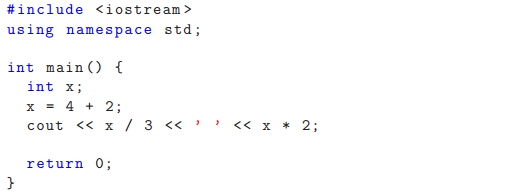 #include <iostream>
using namespace std;

int main() {
  int x;
  x = 4 + 2;
  cout << x / 3 << ' ' << x * 2;

  return 0;
}